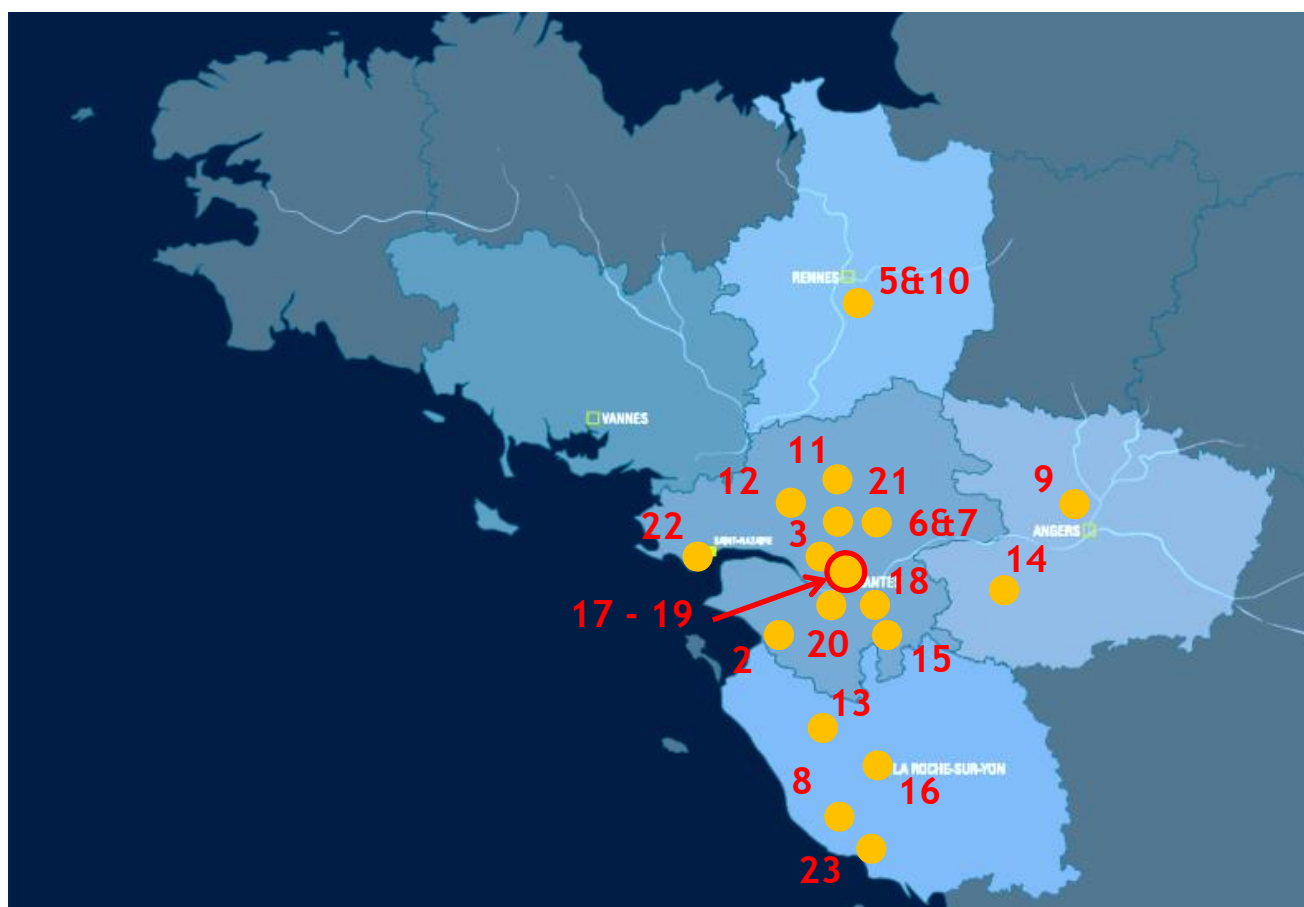 RENNES
5&10
VANNES
11
12
21
9
22
3
6&7
SAINT-NAZAIRE
ANGERS
14
NANTES
18
17 - 19
20
2
15
13
LA ROCHE-SUR-YON
8
16
23